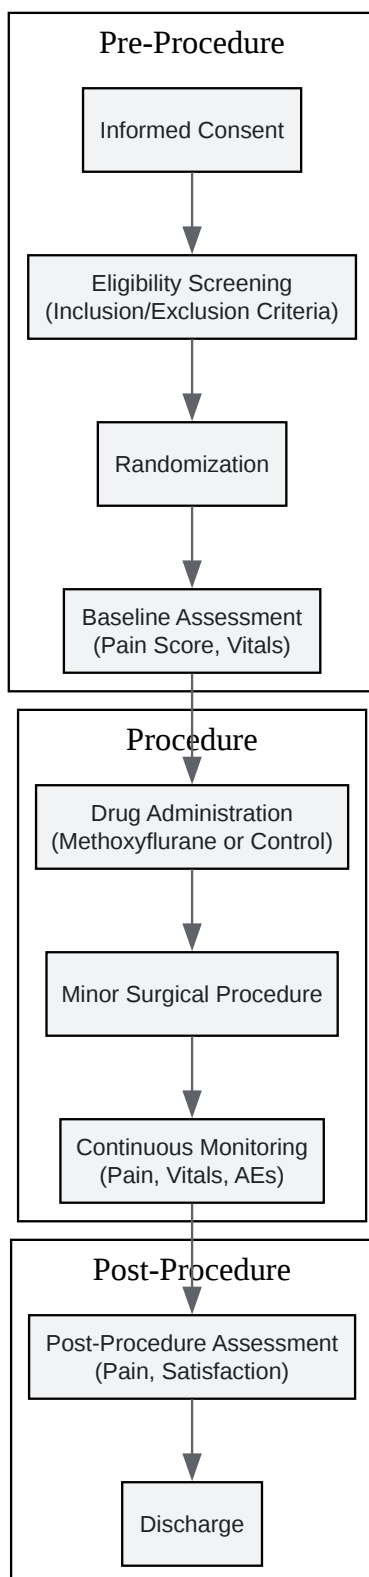 Pre-Procedure
Informed Consent
Eligibility Screening
(Inclusion/Exclusion Criteria)
Randomization
Baseline Assessment
(Pain Score, Vitals)
Procedure
Drug Administration
(Methoxyflurane or Control)
Minor Surgical Procedure
Continuous Monitoring
(Pain, Vitals, AEs)
Post-Procedure
Post-Procedure Assessment
(Pain, Satisfaction)
Discharge